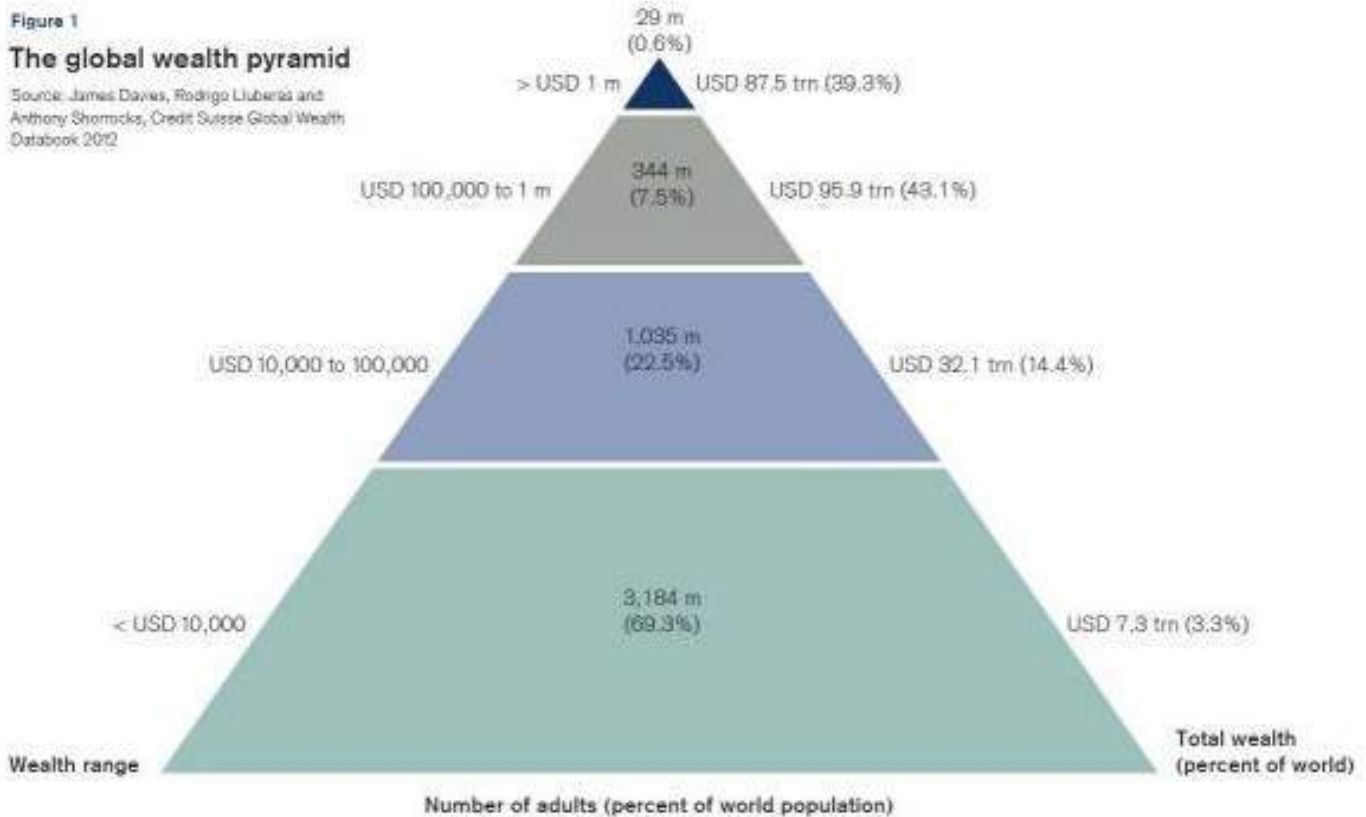 Figure 1
The global wealth pyramid
Source: James Davies, Rodrigo Lluberas and
Anthony Shorrocks, Credit Suisse Global Wealth
Databook 2012
29 m
(0.6%)
> USD 1 m
USD 87.5 trn (39.3%)
USD 100,000 to 1 m
344 m
(7.5%)
USD 95.9 trn (43.1%)
USD 10,000 to 100,000
1,035 m
(22.5%)
USD 32.1 trn (14.4%)
< USD 10,000
3,184 m
(69.3%)
USD 7.3 trn (3.3%)
Wealth range
Total wealth
(percent of world)
Number of adults (percent of world population)